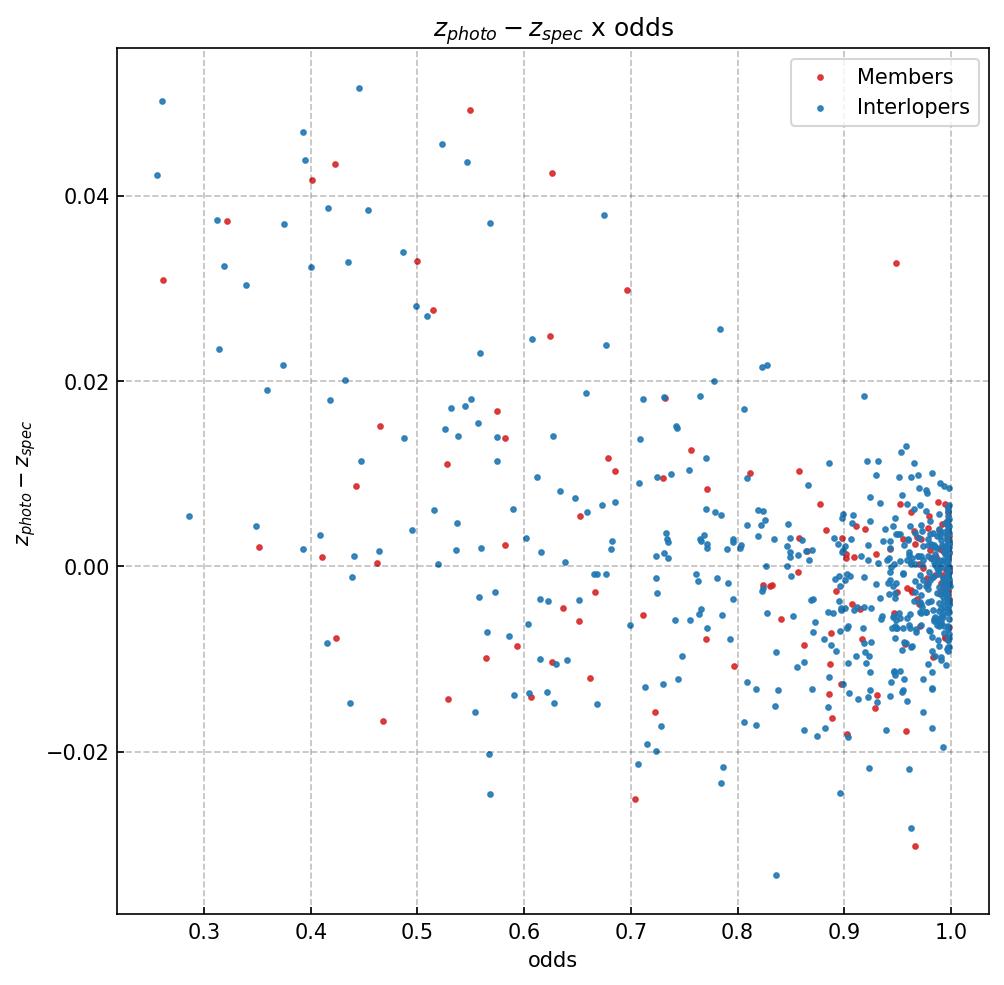 z_photo − z_spec x odds
Members
Interlopers
z_photo − z_spec
0.04
0.02
0.00
−0.02
0.3 0.4 0.5 0.6 0.7 0.8 0.9 1.0
odds